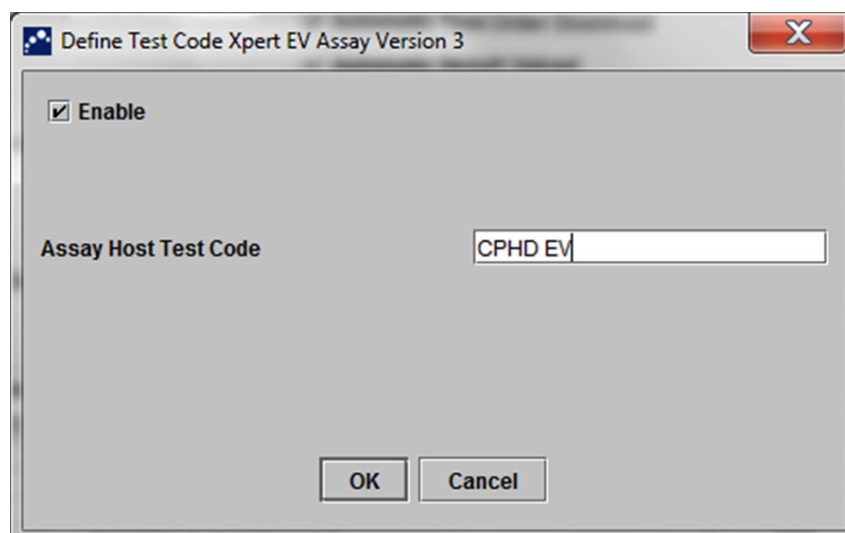 Define Test Code Xpert EV Assay Version 3
Enable
Assay Host Test Code
CPHD EV
OK
Cancel